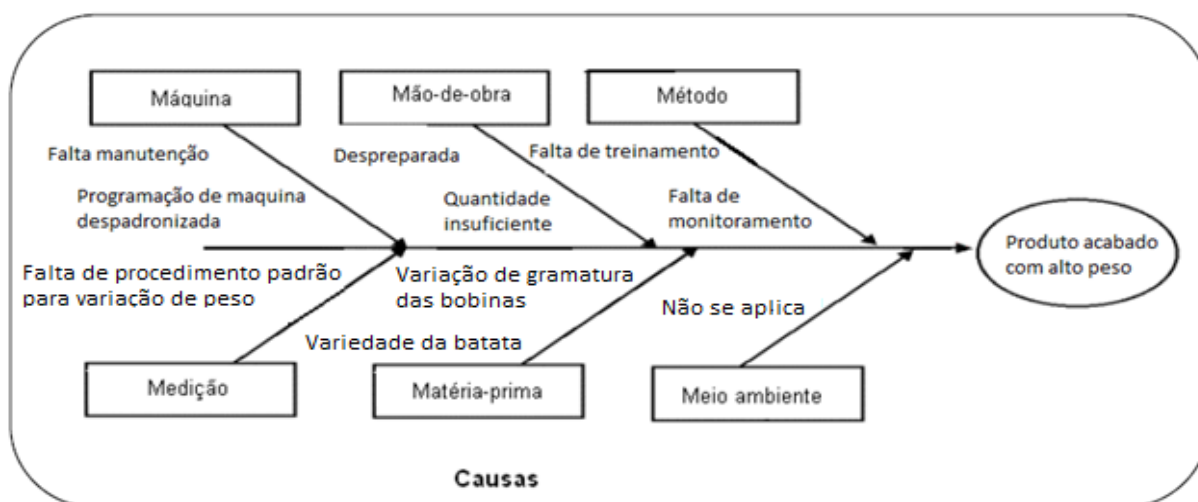 Máquina
Mão-de-obra
Método
Falta manutenção
Despreparada
Falta de treinamento
Programação de maquina
despadronizada
Quantidade
insuficiente
Falta de
monitoramento
Produto acabado
com alto peso
Falta de procedimento padrão
para variação de peso
Variação de gramatura
das bobinas
Não se aplica
Variedade da batata
Medição
Matéria-prima
Meio ambiente
Causas